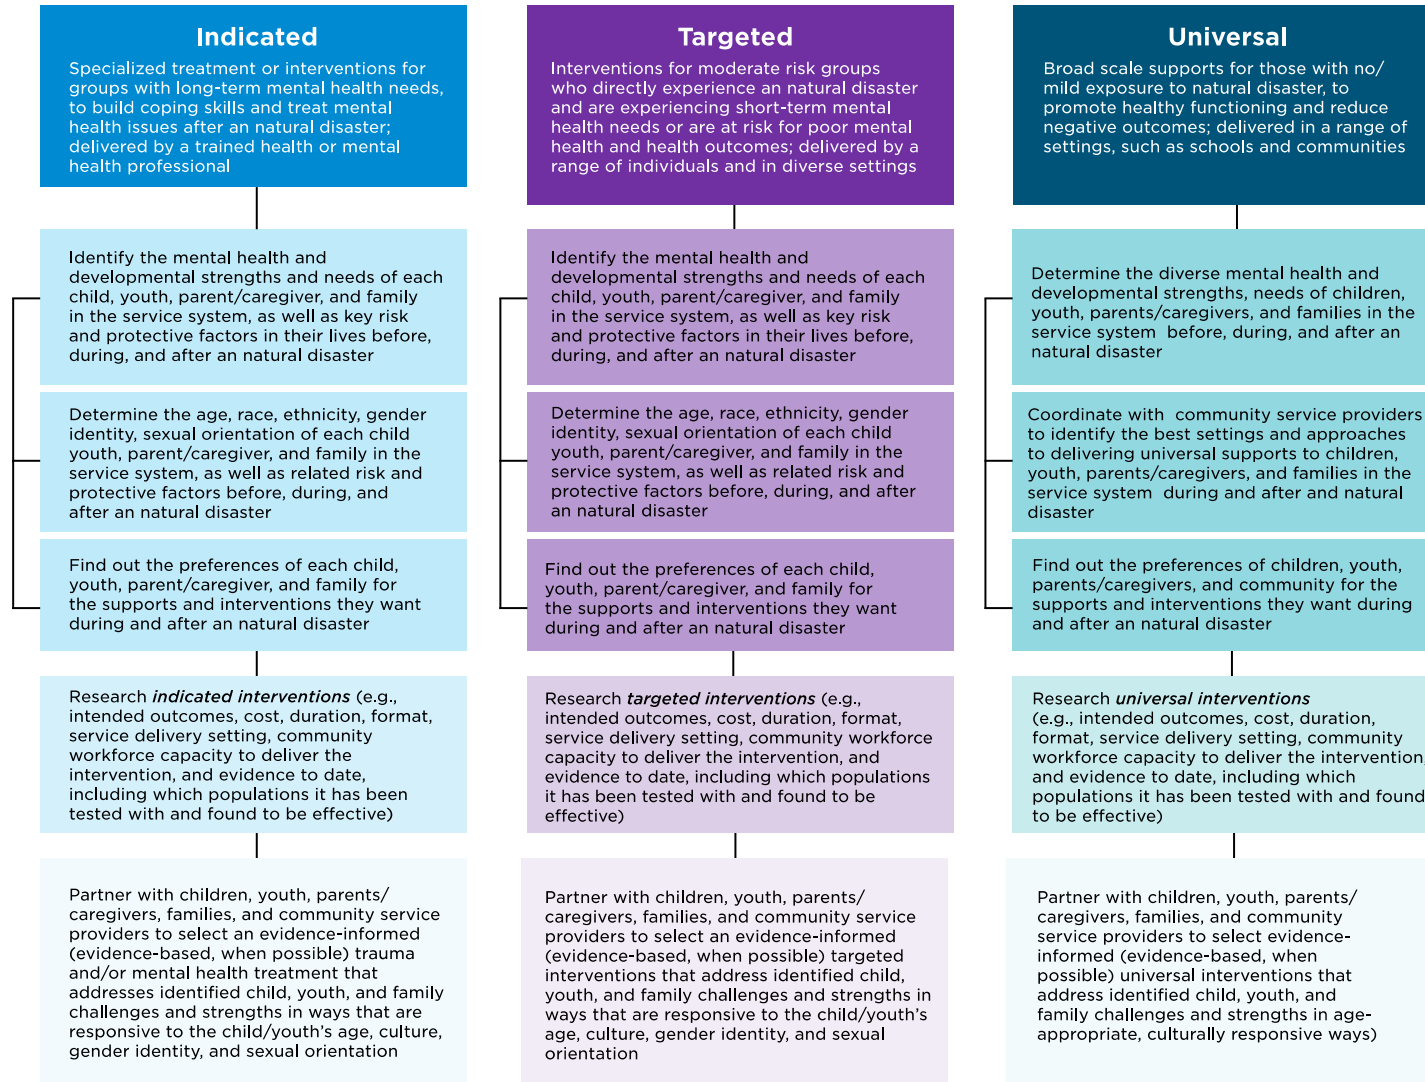 Indicated
Specialized treatment or interventions for
groups with long-term mental health needs,
to build coping skills and treat mental
health issues after an natural disaster;
delivered by a trained health or mental
health professional
Identify the mental health and
developmental strengths and needs of each
child, youth, parent/caregiver, and family
in the service system, as well as key risk
and protective factors in their lives before,
during, and after an natural disaster
Determine the age, race, ethnicity, gender
identity, sexual orientation of each child
youth, parent/caregiver, and family in the
service system, as well as related risk and
protective factors before, during, and
after an natural disaster
Find out the preferences of each child,
youth, parent/caregiver, and family for
the supports and interventions they want
during and after an natural disaster
Research indicated interventions (e.g.,
intended outcomes, cost, duration, format,
service delivery setting, community
workforce capacity to deliver the
intervention, and evidence to date,
including which populations it has been
tested with and found to be effective)
Partner with children, youth, parents/
caregivers, families, and community service
providers to select an evidence-informed
(evidence-based, when possible) trauma
and/or mental health treatment that
addresses identified child, youth, and family
challenges and strengths in ways that are
responsive to the child/youth's age, culture,
gender identity, and sexual orientation
Targeted
Interventions for moderate risk groups
who directly experience an natural disaster
and are experiencing short-term mental
health needs or are at risk for poor mental
health and health outcomes; delivered by a
range of individuals and in diverse settings
Identify the mental health and
developmental strengths and needs of each
child, youth, parent/caregiver, and family
in the service system, as well as key risk
and protective factors in their lives before,
during, and after an natural disaster
Determine the age, race, ethnicity, gender
identity, sexual orientation of each child
youth, parent/caregiver, and family in the
service system, as well as related risk and
protective factors before, during, and after
an natural disaster
Find out the preferences of each child,
youth, parent/caregiver, and family for
the supports and interventions they want
during and after an natural disaster
Research targeted interventions (e.g.,
intended outcomes, cost, duration, format,
service delivery setting, community workforce
capacity to deliver the intervention, and
evidence to date, including which populations
it has been tested with and found to be
effective)
Partner with children, youth, parents/
caregivers, families, and community service
providers to select an evidence-informed
(evidence-based, when possible) targeted
interventions that address identified child,
youth, and family challenges and strengths in
ways that are responsive to the child/youth's
age, culture, gender identity, and sexual
orientation
Universal
Broad scale supports for those with no/
mild exposure to natural disaster, to
promote healthy functioning and reduce
negative outcomes; delivered in a range of
settings, such as schools and communities
Determine the diverse mental health and
developmental strengths, needs of children,
youth, parents/caregivers, and families in the
service system before, during, and after an
natural disaster
Coordinate with community service providers
to identify the best settings and approaches
to delivering universal supports to children,
youth, parents/caregivers, and families in the
service system during and after and natural
disaster
Find out the preferences of children, youth,
parents/caregivers, and community for the
supports and interventions they want during
and after an natural disaster
Research universal interventions
(e.g., intended outcomes, cost, duration,
format, service delivery setting, community
workforce capacity to deliver the intervention,
and evidence to date, including which
populations it has been tested with and found
to be effective)
Partner with children, youth, parents/
caregivers, families, and community
service providers to select evidence-
informed (evidence-based, when
possible) universal interventions that
address identified child, youth, and
family challenges and strengths in age-
appropriate, culturally responsive ways)